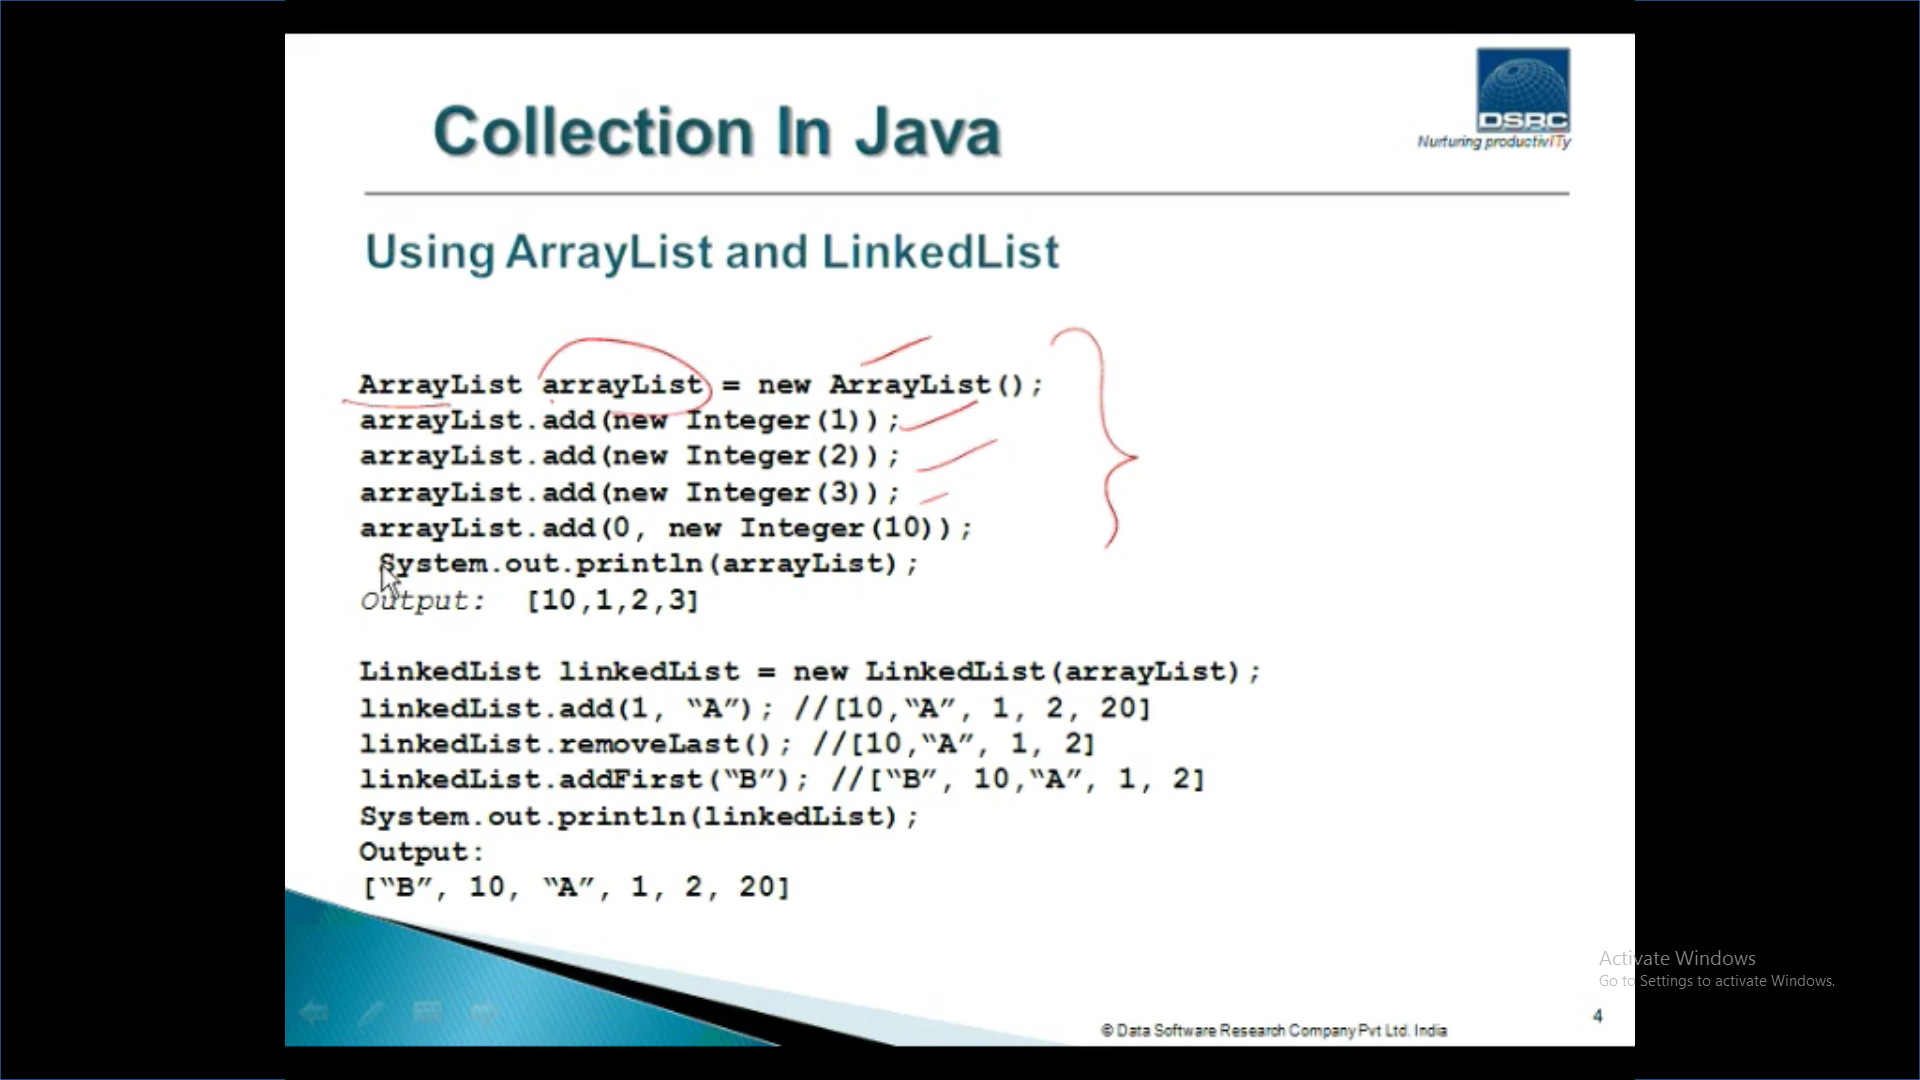 DSRC
Nurturing productivITy
Collection In Java
Using ArrayList and LinkedList
ArrayList arrayList = new ArrayList();
arrayList.add(new Integer(1));
arrayList.add(new Integer(2));
arrayList.add(new Integer(3));
arrayList.add(0, new Integer(10));
System.out.println(arrayList);
Output: [10,1,2,3]
LinkedList linkedList = new LinkedList(arrayList);
linkedList.add(1, “A”); //[10,“A”, 1, 2, 20]
linkedList.removeLast(); //[10,“A”, 1, 2]
linkedList.addFirst(“B”); //[“B”, 10,“A”, 1, 2]
System.out.println(linkedList);
Output:
[“B”, 10, “A”, 1, 2, 20]
Activate Windows
Go to Settings to activate Windows.
4
© Data Software Research Company Pvt Ltd. India